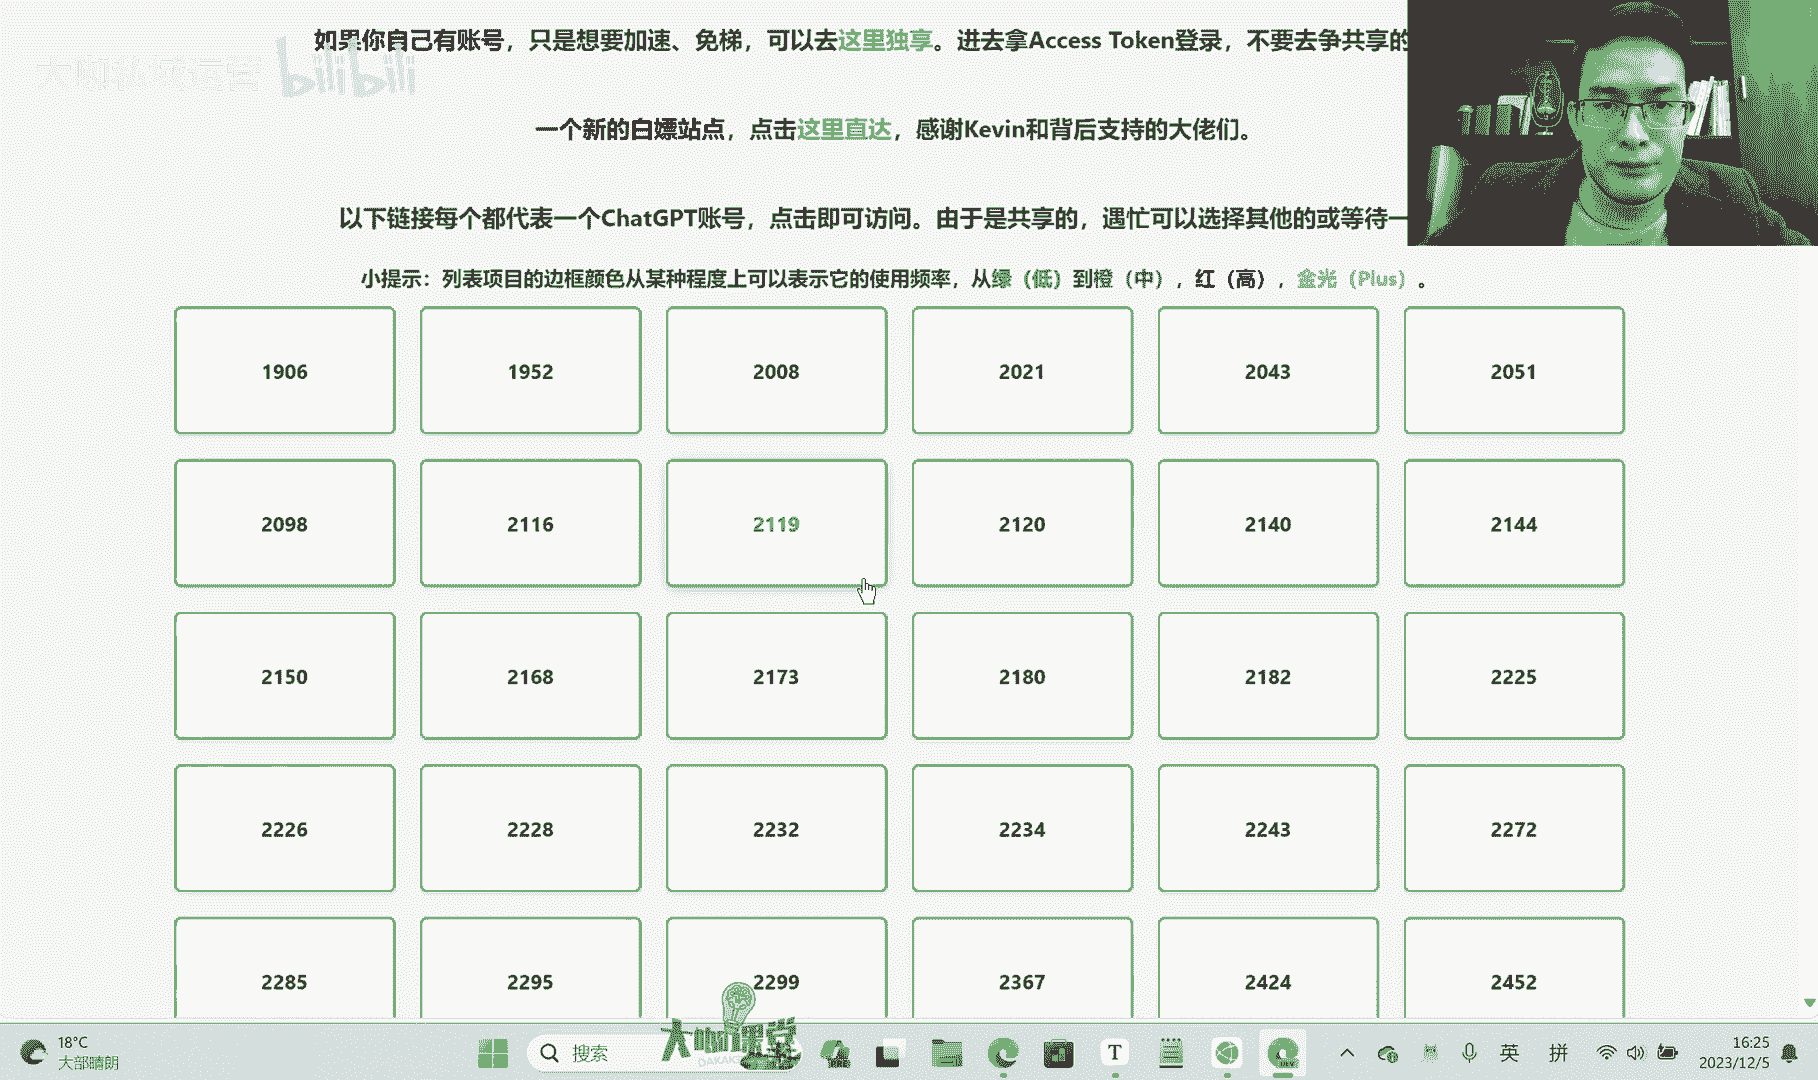 如果你自己有账号，只是想要加速、免梯，可以去这里独享。进去拿Access Token登录，不要去争共享的
bilibili
一个新的白嫖站点，点击这里直达，感谢Kevin和背后支持的大佬们。
以下链接每个都代表一个ChatGPT账号，点击即可访问。由于是共享的，遇忙可以选择其他的或等待一
小提示：列表项目的边框颜色从某种程度上可以表示它的使用频率，从绿（低）到橙（中），红（高），金光（Plus）。
1906 1952 2008 2021 2043 2051
2098 2116 2119 2120 2140 2144
2150 2168 2173 2180 2182 2225
2226 2228 2232 2234 2243 2272
2285 2295 2299 2367 2424 2452
18°C
大部晴朗
搜索
大咖课堂
英
拼
16:25
2023/12/5